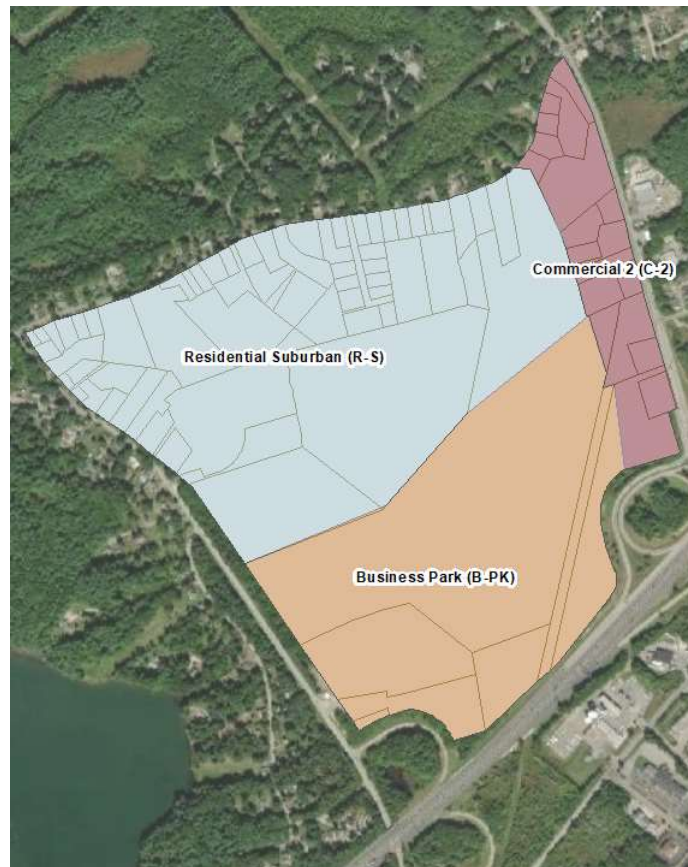 Commercial 2 (C-2)
Residential Suburban (R-S)
Business Park (B-PK)